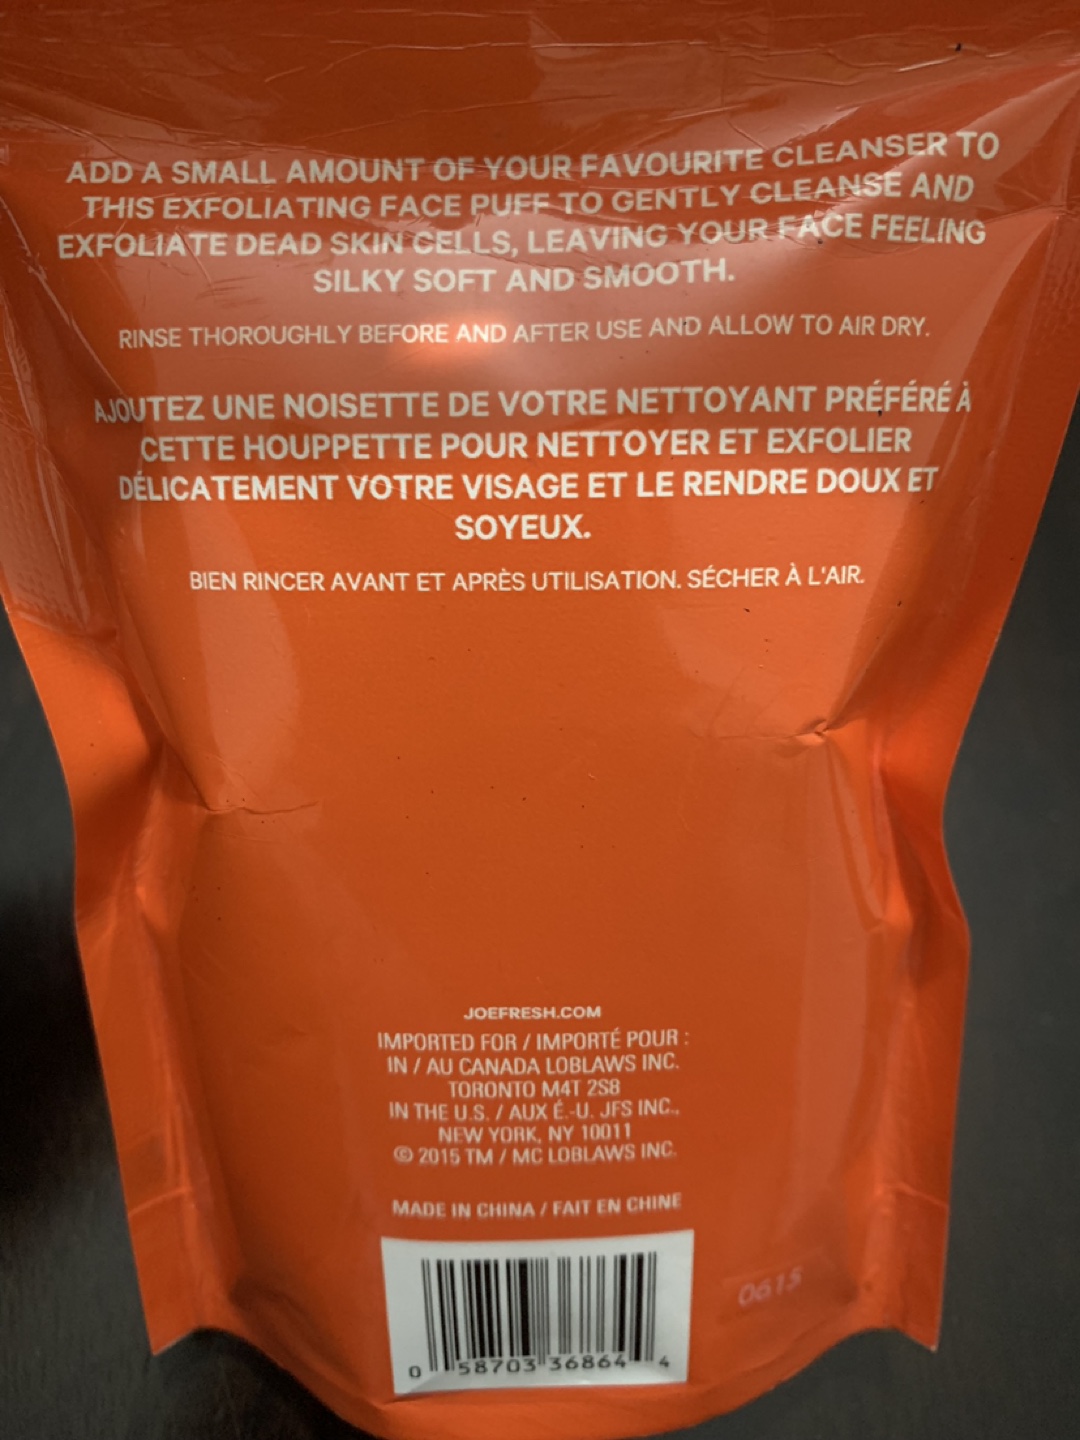 ADD A SMALL AMOUNT OF YOUR FAVOURITE CLEANSER TO
THIS EXFOLIATING FACE PUFF TO GENTLY CLEANSE AND
EXFOLIATE DEAD SKIN CELLS, LEAVING YOUR FACE FEELING
SILKY SOFT AND SMOOTH.
RINSE THOROUGHLY BEFORE AND AFTER USE AND ALLOW TO AIR DRY.
AJOUTEZ UNE NOISETTE DE VOTRE NETTOYANT PRÉFÉRÉ À
CETTE HOUPPETTE POUR NETTOYER ET EXFOLIER
DÉLICATEMENT VOTRE VISAGE ET LE RENDRE DOUX ET
SOYEUX.
BIEN RINCER AVANT ET APRÈS UTILISATION. SÉCHER À L'AIR.
JOEFRESH.COM
IMPORTED FOR / IMPORTÉ POUR :
IN / AU CANADA LOBLAWS INC.
TORONTO M4T 2S8
IN THE U.S. / AUX É.-U. JFS INC.,
NEW YORK, NY 10011
© 2015 TM / MC LOBLAWS INC.
MADE IN CHINA / FAIT EN CHINE
0615
0 58703 36864 4